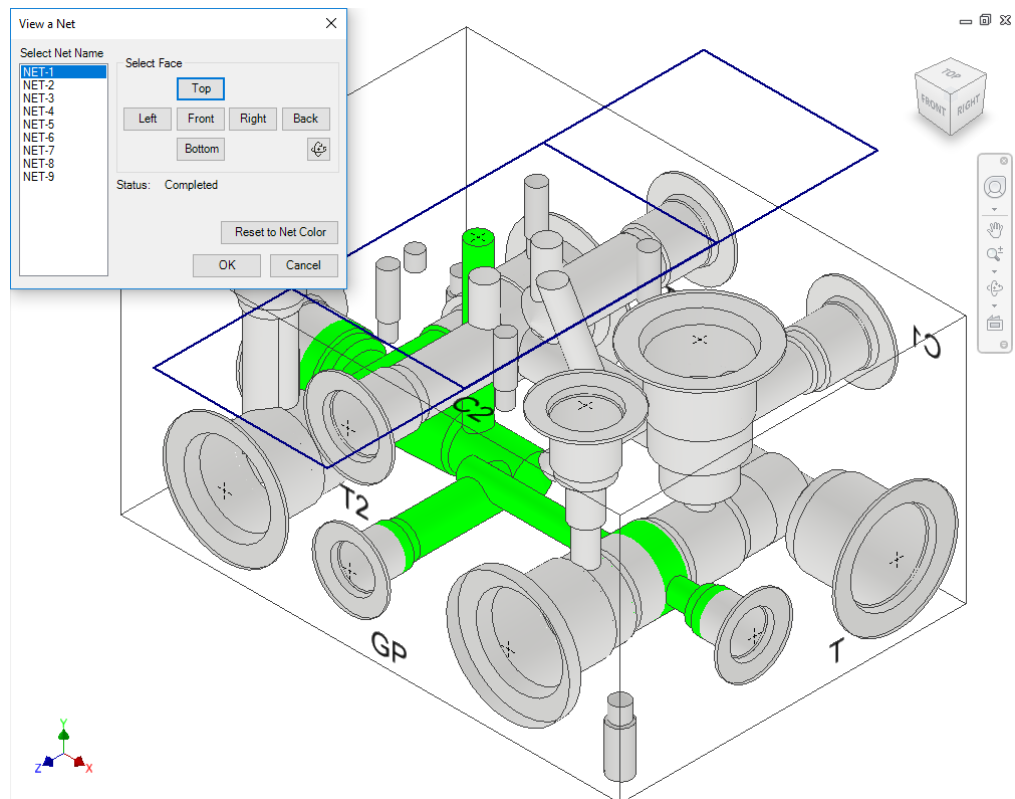 View a Net
Select Net Name
NET-1
NET-2
NET-3
NET-4
NET-5
NET-6
NET-7
NET-8
NET-9
Select Face
Top
Left Front Right Back
Bottom
Status: Completed
Reset to Net Color
OK Cancel
TOP
FRONT RIGHT
C1
C2
T2
GP
T
Y
Z X